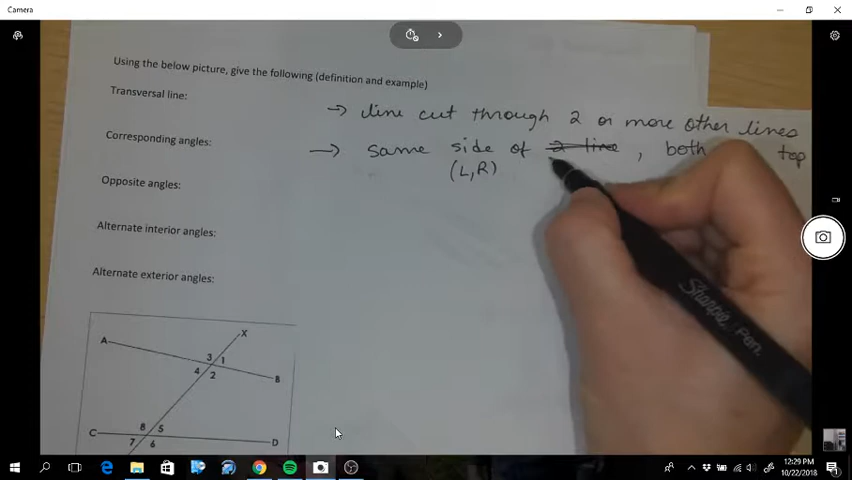 Camera
Using the below picture, give the following (definition and example)
Transversal line:
→ line cut through 2 or more other lines
Corresponding angles:
→ same side of a line, both top
(L,R)
Opposite angles:
Alternate interior angles:
Alternate exterior angles:
X
A
3 1
4 2
B
8 5
C
D
7 6
Sharpie Pen
12:29 PM
10/22/2018